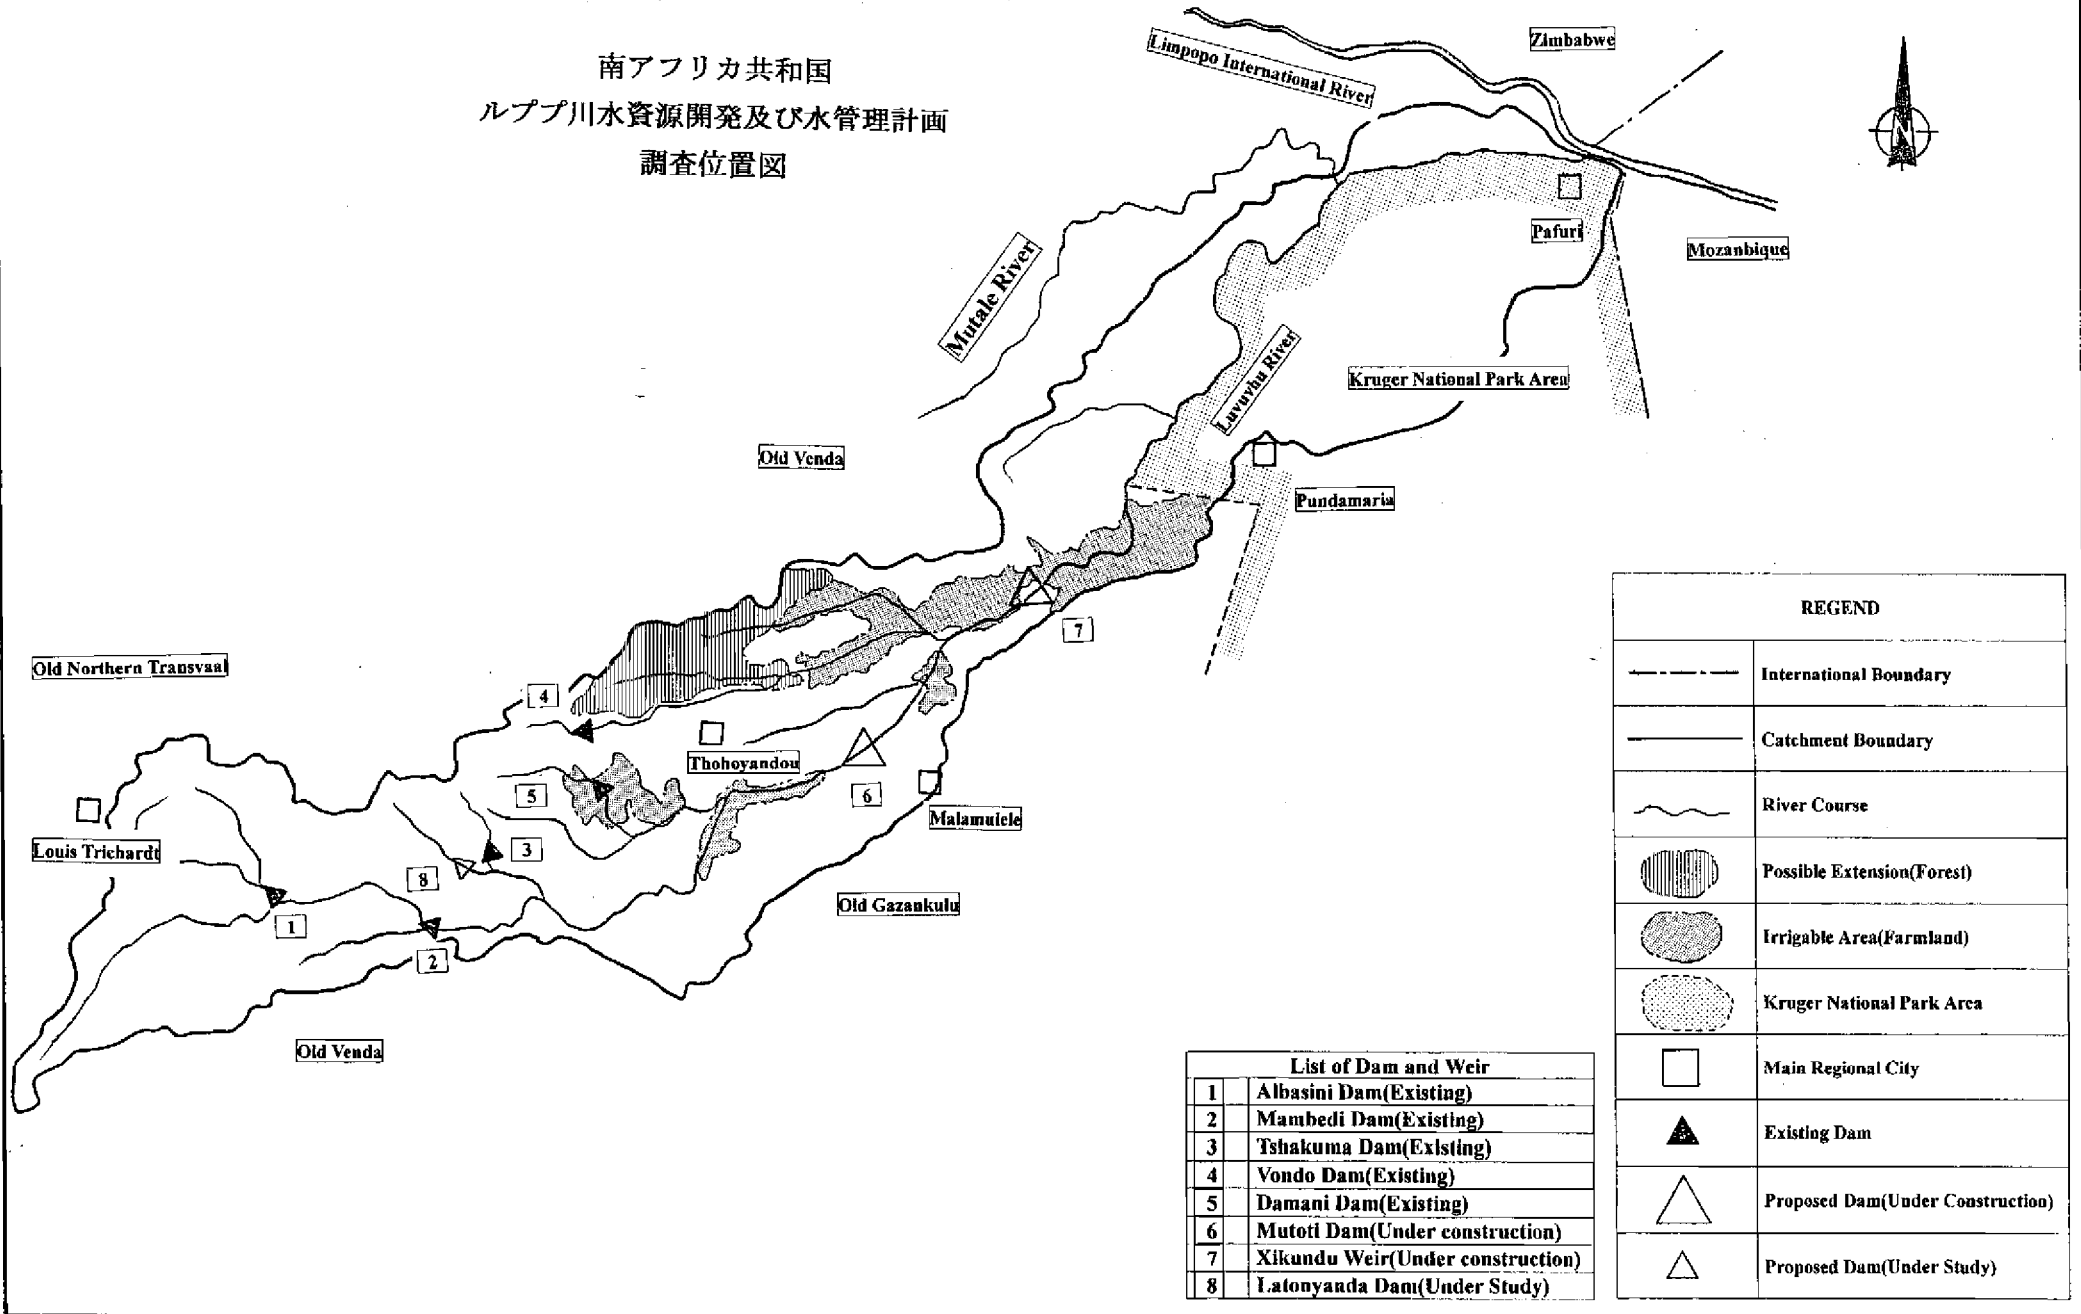 南アフリカ共和国
ルププ川水資源開発及び水管理計画
調査位置図
Limpopo International River
Zimbabwe
N
Mutale River
Pafuri
Mozanbique
Luvuvhu River
Kruger National Park Area
Old Venda
Pundamaria
Old Northern Transvaal
4
7
Thohoyandou
5
6
Malamulele
Louis Trichardt
3
8
1
2
Old Gazankulu
Old Venda
REGEND
International Boundary
Catchment Boundary
River Course
Possible Extension(Forest)
Irrigable Area(Farmland)
Kruger National Park Area
Main Regional City
Existing Dam
Proposed Dam(Under Construction)
Proposed Dam(Under Study)
List of Dam and Weir
1 Albasini Dam(Existing)
2 Mambedi Dam(Existing)
3 Tshakuma Dam(Existing)
4 Vondo Dam(Existing)
5 Damani Dam(Existing)
6 Mutoti Dam(Under construction)
7 Xikundu Weir(Under construction)
8 Latonyanda Dam(Under Study)